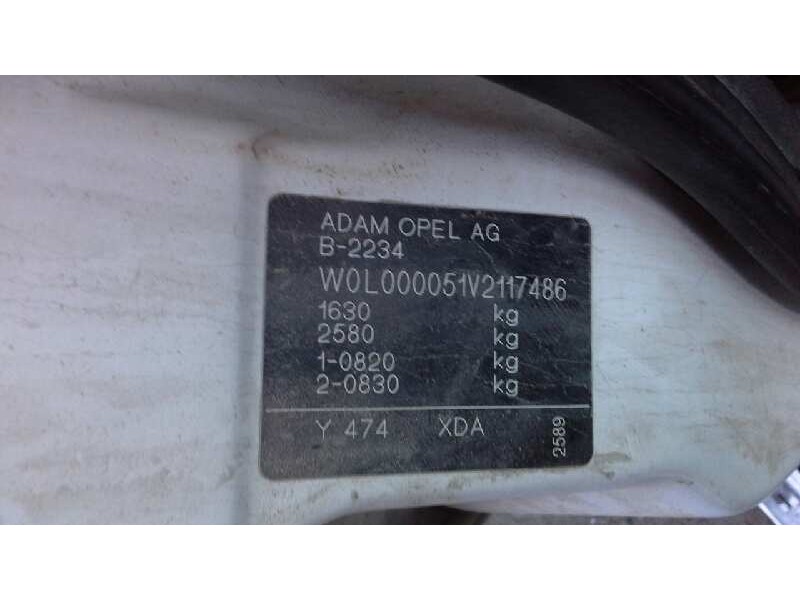 ADAM OPEL AG
B-2234
W0L000051V2117486
1630 kg
2580 kg
1-0820 kg
2-0830 kg
Y 474 XDA
2589